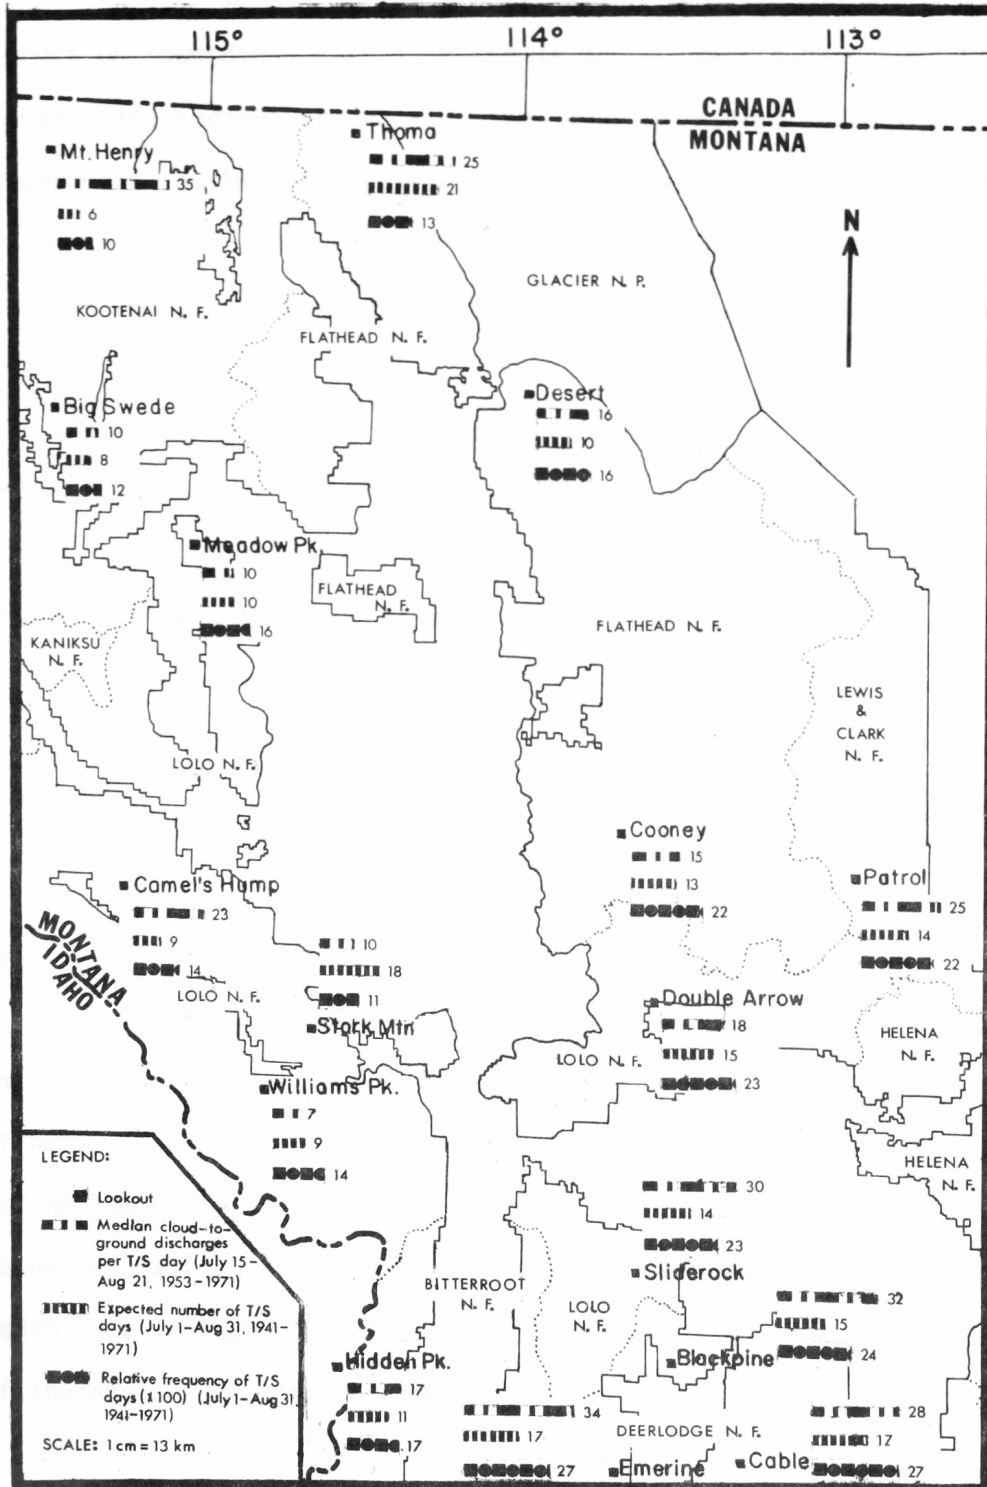 115° 114° 113°
CANADA
MONTANA
N
Mt. Henry
35
6
10
Thoma
25
21
13
GLACIER N. P.
KOOTENAI N. F.
FLATHEAD N. F.
Big Swede
10
8
12
Desert
16
10
16
Meadow Pk.
10
10
16
FLATHEAD
N. F.
FLATHEAD N. F.
KANIKSU
N. F.
LEWIS
&
CLARK
N. F.
LOLO N. F.
Cooney
15
13
22
Camel's Hump
23
9
14
Patrol
25
14
22
MONTANA
IDAHO
LOLO N. F.
10
18
11
Stark Mtn
Double Arrow
18
15
23
HELENA
N. F.
LOLO N. F.
Williams Pk.
7
9
14
HELENA
N. F.
30
14
23
Sliderock
BITTERROOT
N. F.
LOLO
N. F.
32
15
24
Blackpine
Hidden Pk.
17
11
17
34
17
27
Emerine
DEERLODGE N. F.
28
17
27
Cable
LEGEND:
Lookout
Median cloud-to-
ground discharges
per T/S day (July 15-
Aug 21, 1953-1971)
Expected number of T/S
days (July 1-Aug 31, 1941-
1971)
Relative frequency of T/S
days (X100) (July 1-Aug 31,
1941-1971)
SCALE: 1 cm = 13 km